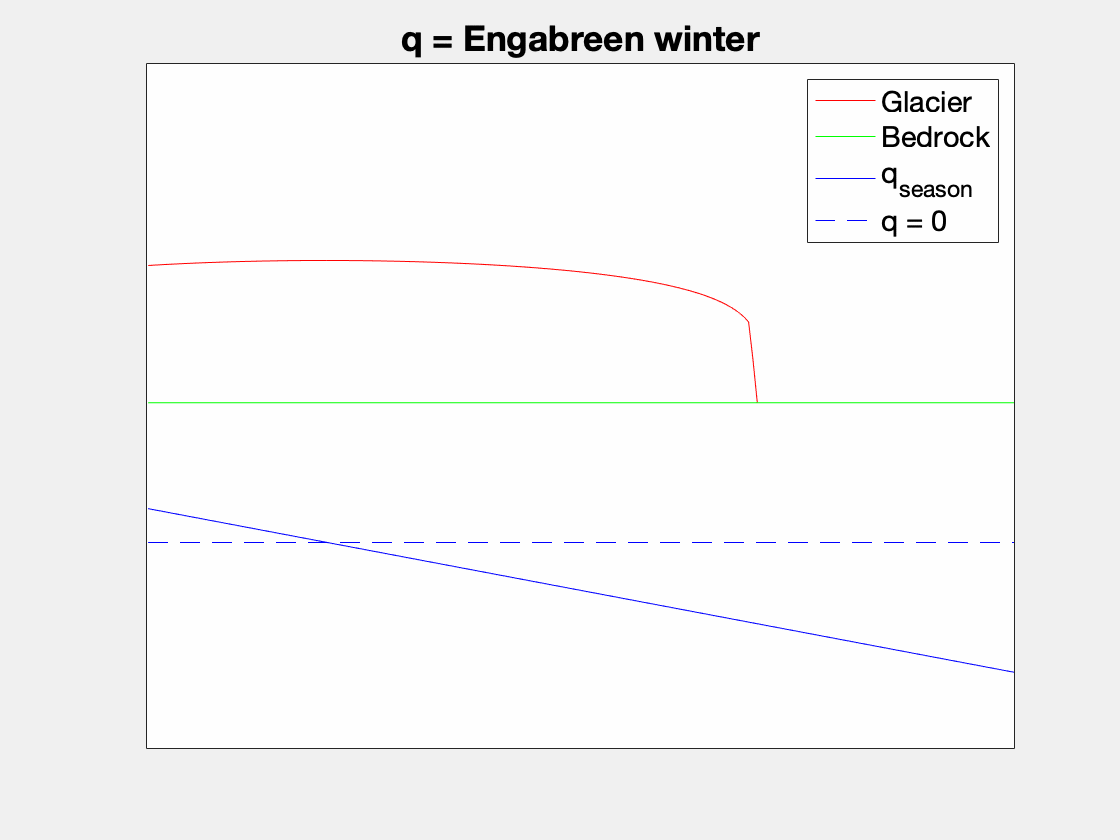 q = Engabreen winter
Glacier
Bedrock
q_season
q = 0